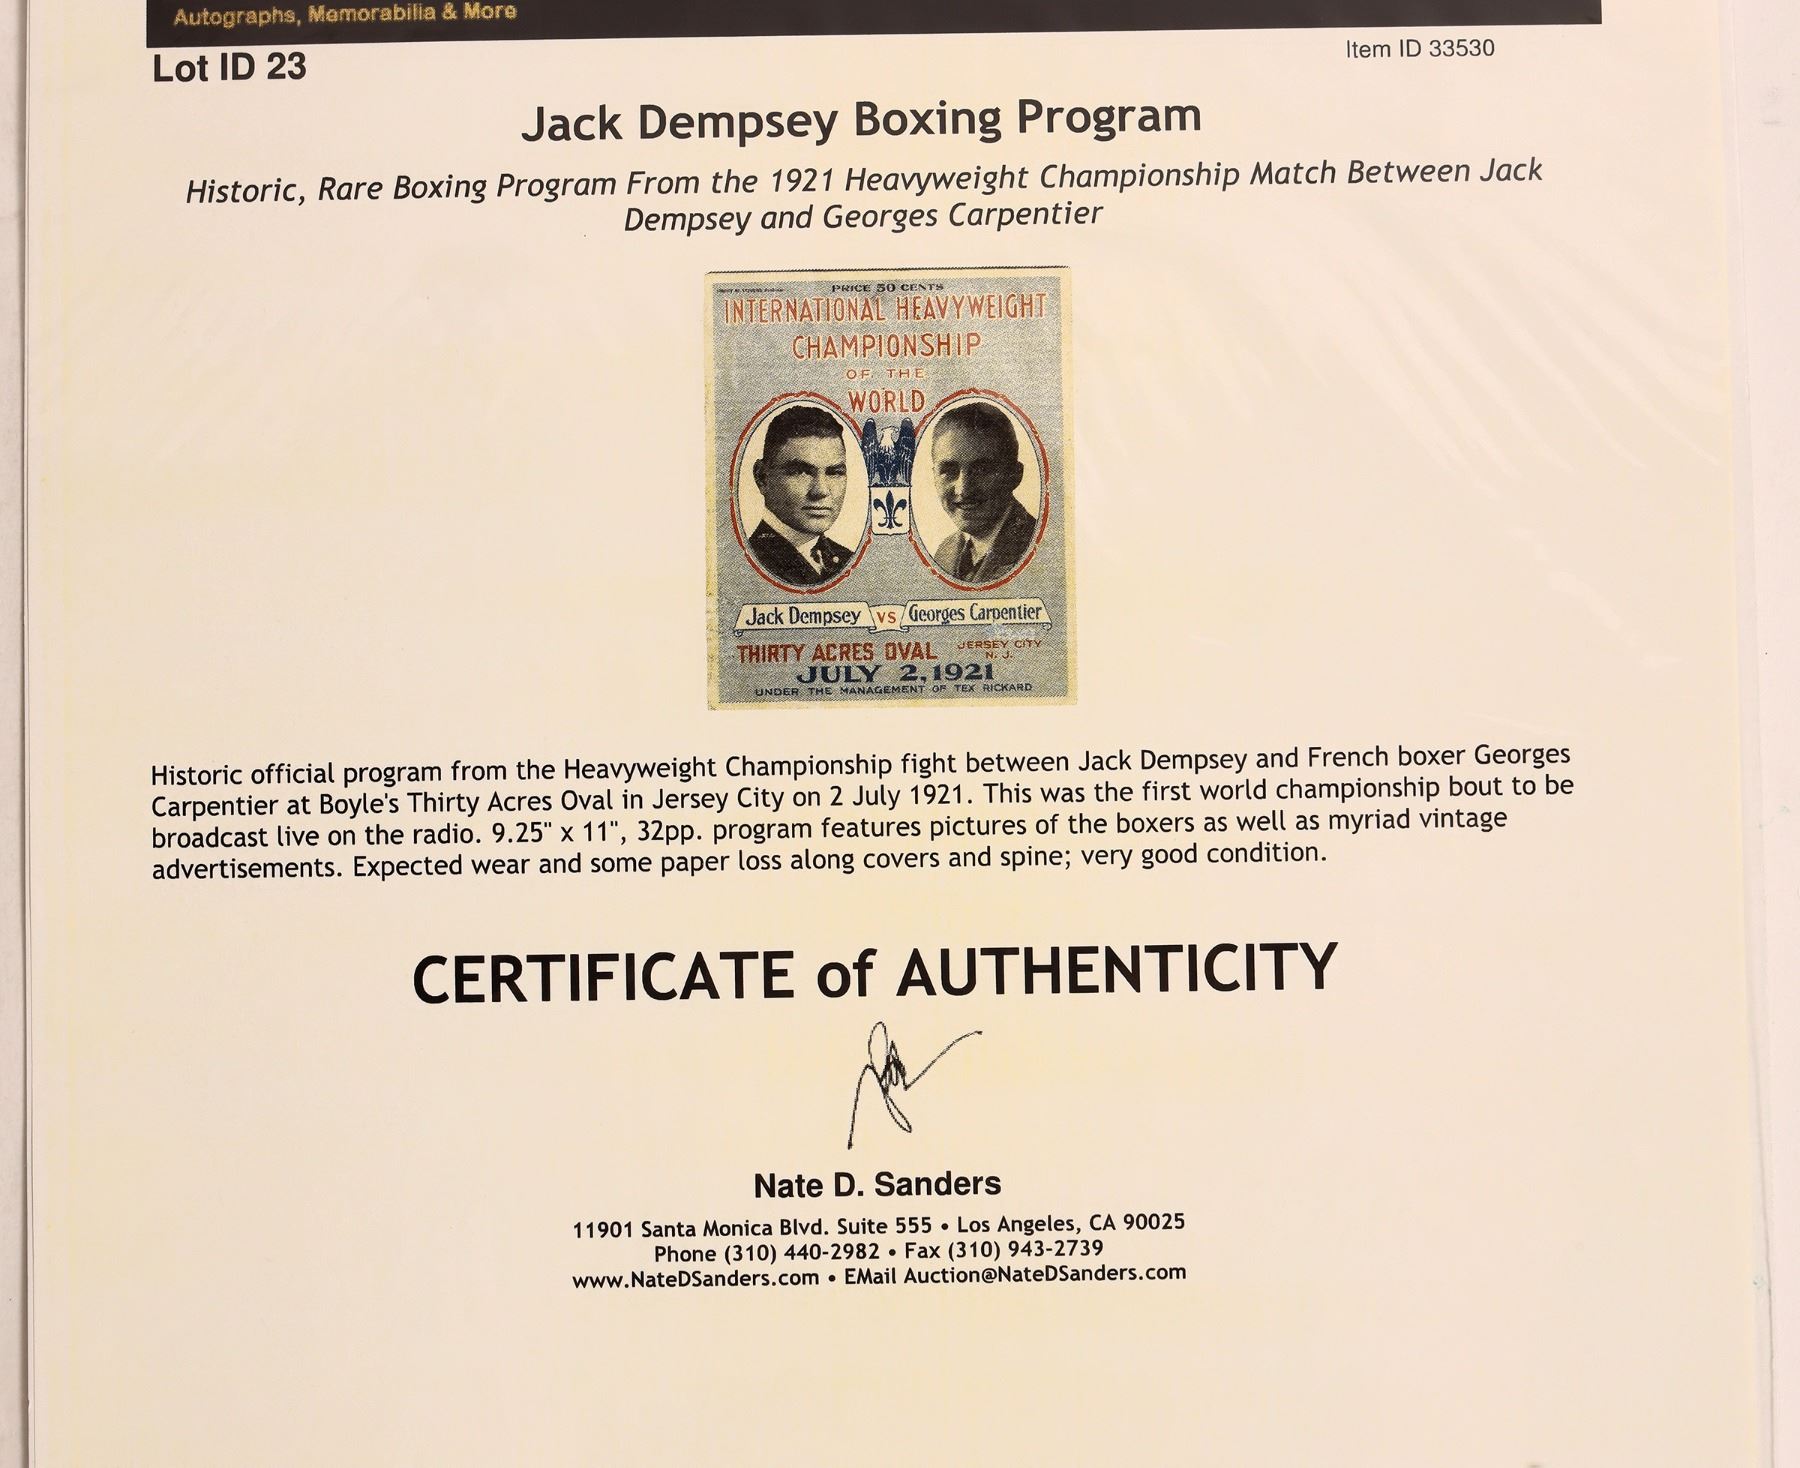 Autographs, Memorabilia & More
Lot ID 23
Item ID 33530
Jack Dempsey Boxing Program
Historic, Rare Boxing Program From the 1921 Heavyweight Championship Match Between Jack
Dempsey and Georges Carpentier
PRICE 50 CENTS
INTERNATIONAL HEAVYWEIGHT
CHAMPIONSHIP
OF THE
WORLD
Jack Dempsey VS Georges Carpentier
THIRTY ACRES OVAL JERSEY CITY
N. J.
JULY 2, 1921
UNDER THE MANAGEMENT OF TEX RICKARD
Historic official program from the Heavyweight Championship fight between Jack Dempsey and French boxer Georges
Carpentier at Boyle's Thirty Acres Oval in Jersey City on 2 July 1921. This was the first world championship bout to be
broadcast live on the radio. 9.25" x 11", 32pp. program features pictures of the boxers as well as myriad vintage
advertisements. Expected wear and some paper loss along covers and spine; very good condition.
CERTIFICATE of AUTHENTICITY
Nate D. Sanders
11901 Santa Monica Blvd. Suite 555 • Los Angeles, CA 90025
Phone (310) 440-2982 • Fax (310) 943-2739
www.NateDSanders.com • EMail Auction@NateDSanders.com